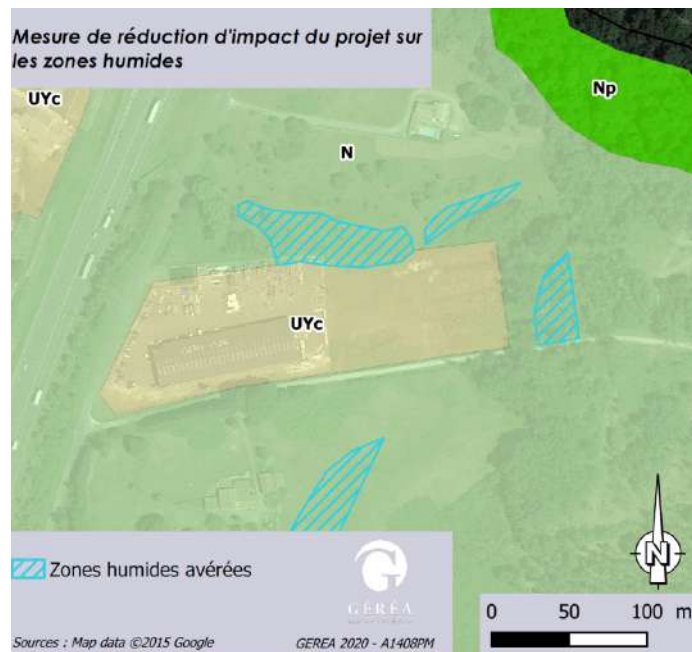 Mesure de réduction d'impact du projet sur
les zones humides
UYc
Np
N
UYc
Zones humides avérées
GEREA
0 50 100 m
Sources : Map data ©2015 Google
GEREA 2020 - A1408PM
N